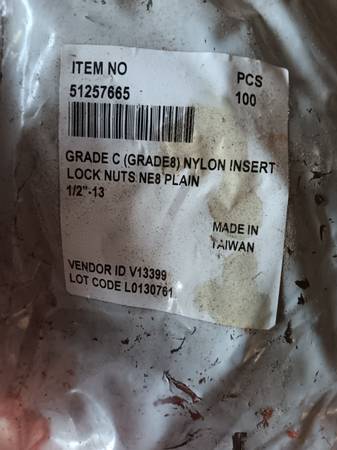 ITEM NO
PCS
51257665
100
GRADE C (GRADE8) NYLON INSERT
LOCK NUTS NE8 PLAIN
1/2"-13
MADE IN
TAIWAN
VENDOR ID V13399
LOT CODE L0130761